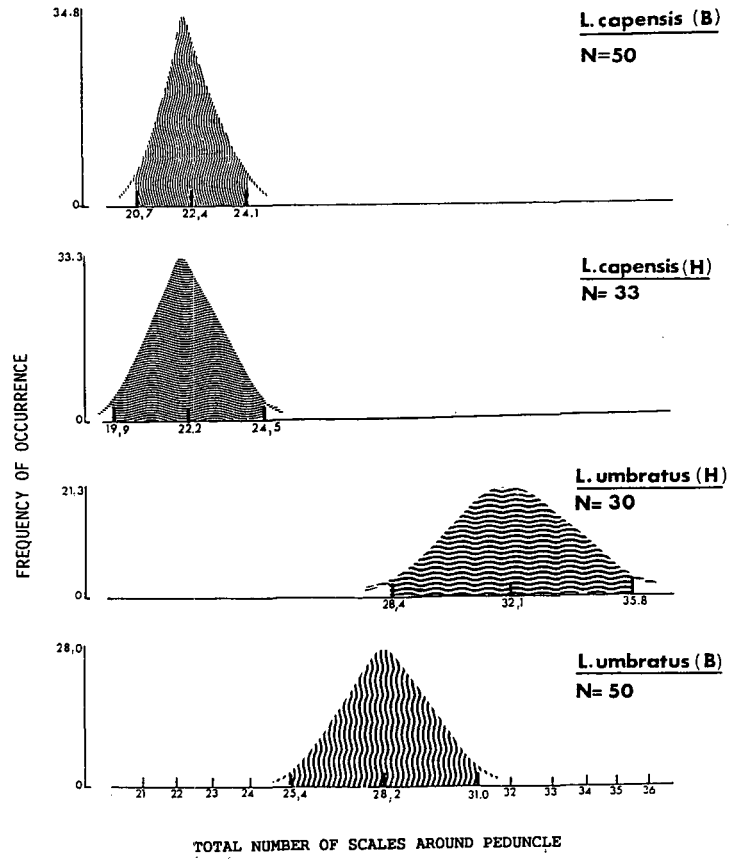 34.8
L. capensis (B)
N=50
0
20,7 22,4 24.1
33.3
L. capensis (H)
N= 33
0
19,9 22.2 24,5
FREQUENCY OF OCCURRENCE
21,3
L. umbratus (H)
N= 30
0
28,4 32,1 35.8
28,0
L. umbratus (B)
N= 50
0
21 22 23 24 25,4 28,2 31.0 32 33 34 35 36
TOTAL NUMBER OF SCALES AROUND PEDUNCLE